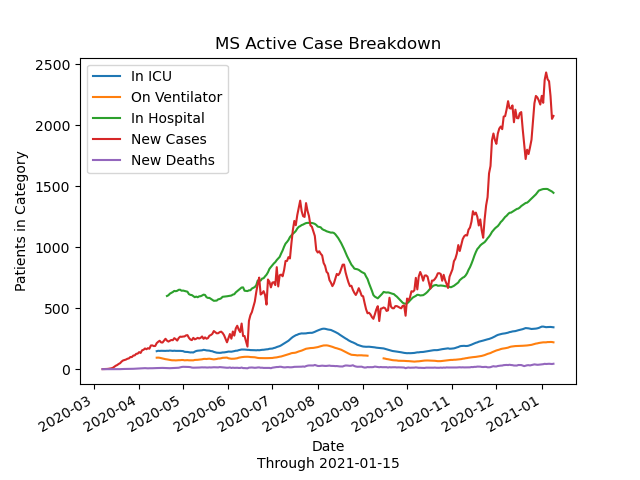 MS Active Case Breakdown
In ICU
On Ventilator
In Hospital
New Cases
New Deaths
Patients in Category
2500
2000
1500
1000
500
0
2020-03
2020-04
2020-05
2020-06
2020-07
2020-08
2020-09
2020-10
2020-11
2020-12
2021-01
Date
Through 2021-01-15